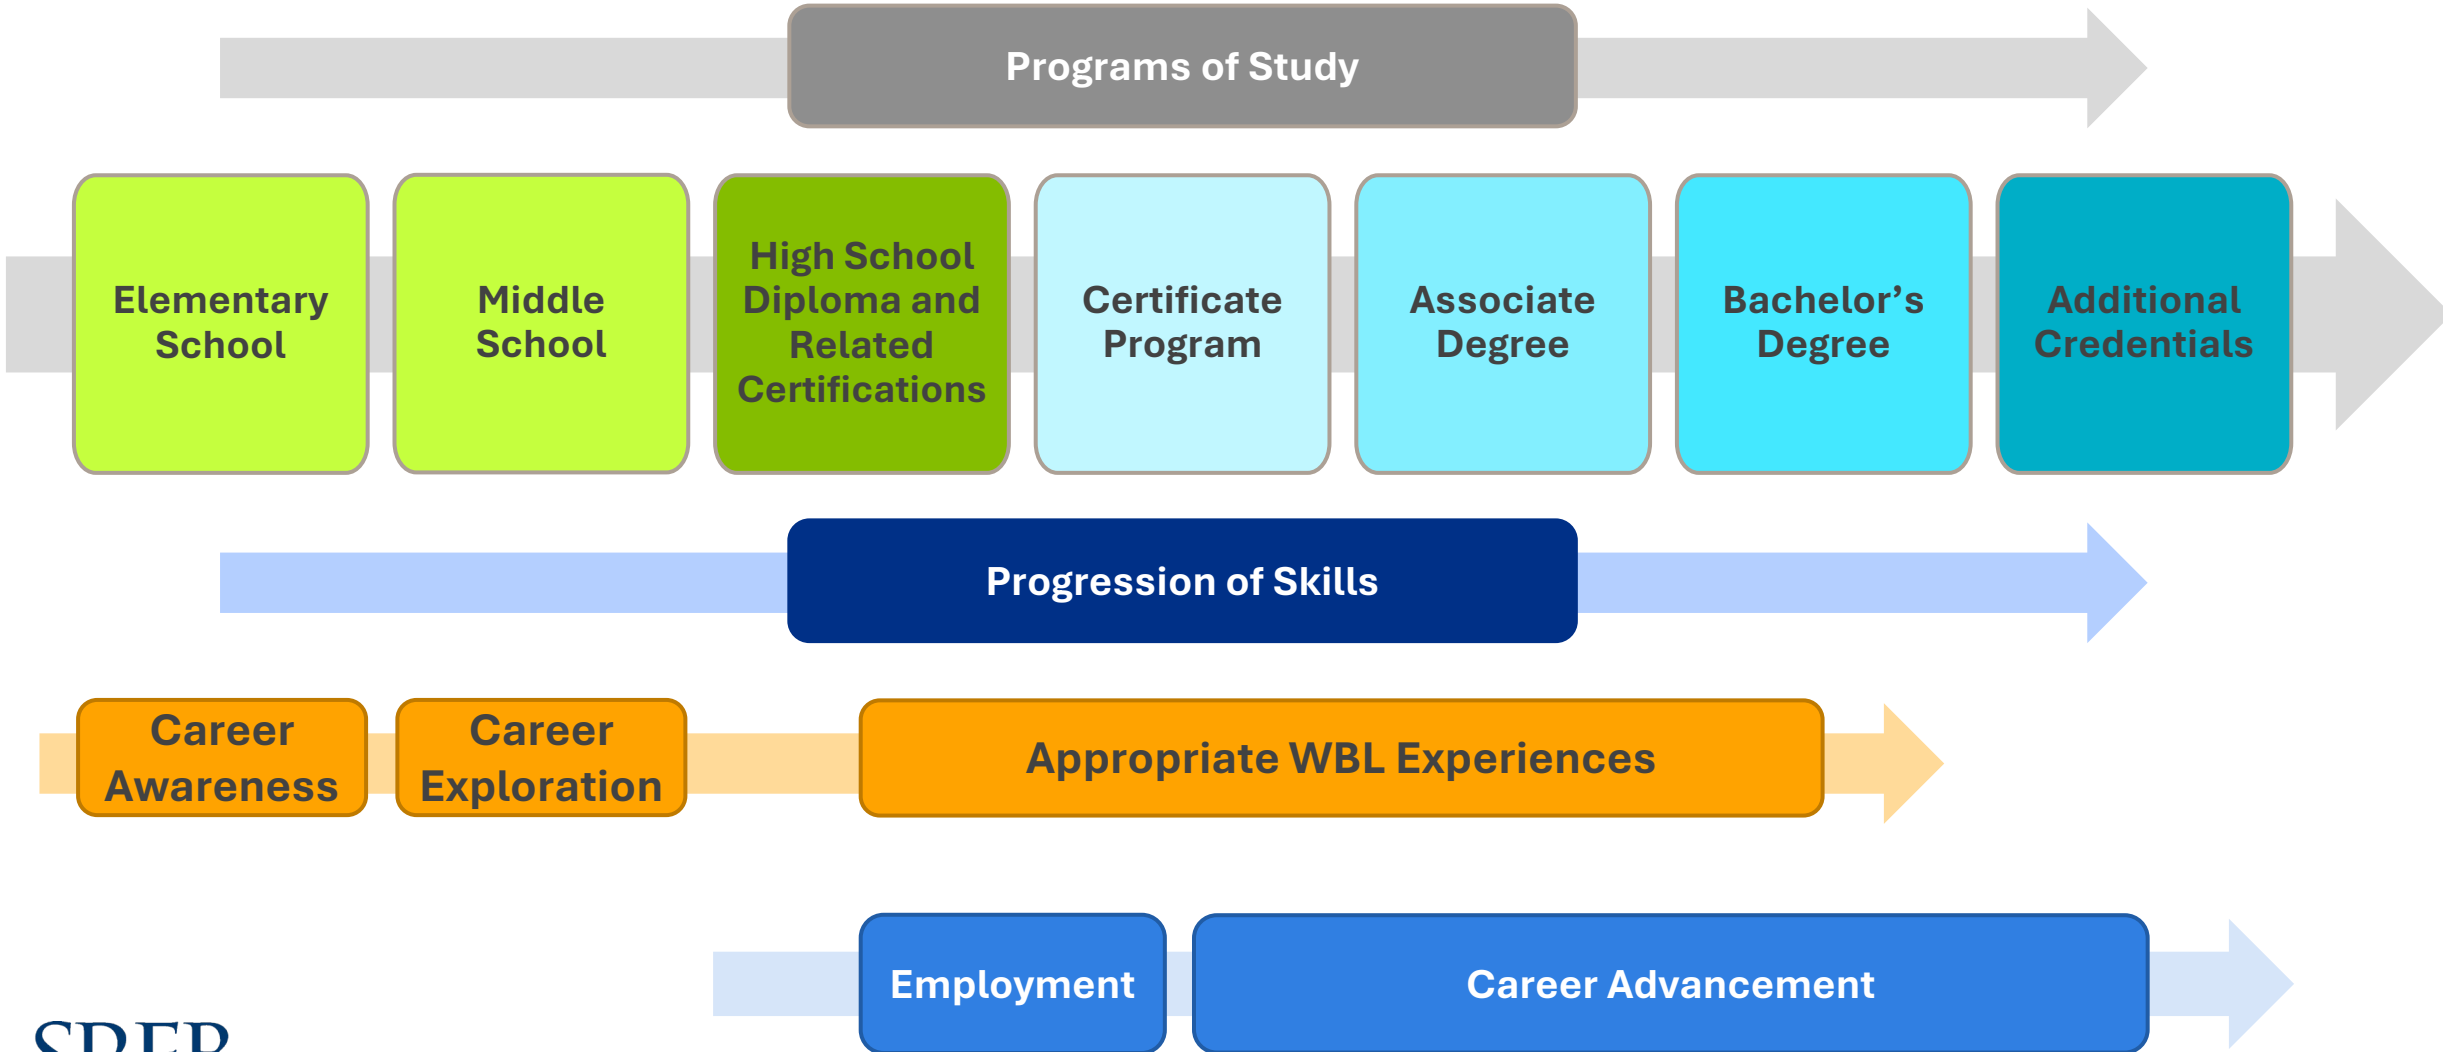 Programs of Study
Elementary
School
Middle
School
High School
Diploma and
Related
Certifications
Certificate
Program
Associate
Degree
Bachelor’s
Degree
Additional
Credentials
Progression of Skills
Career
Awareness
Career
Exploration
Appropriate WBL Experiences
Employment
Career Advancement